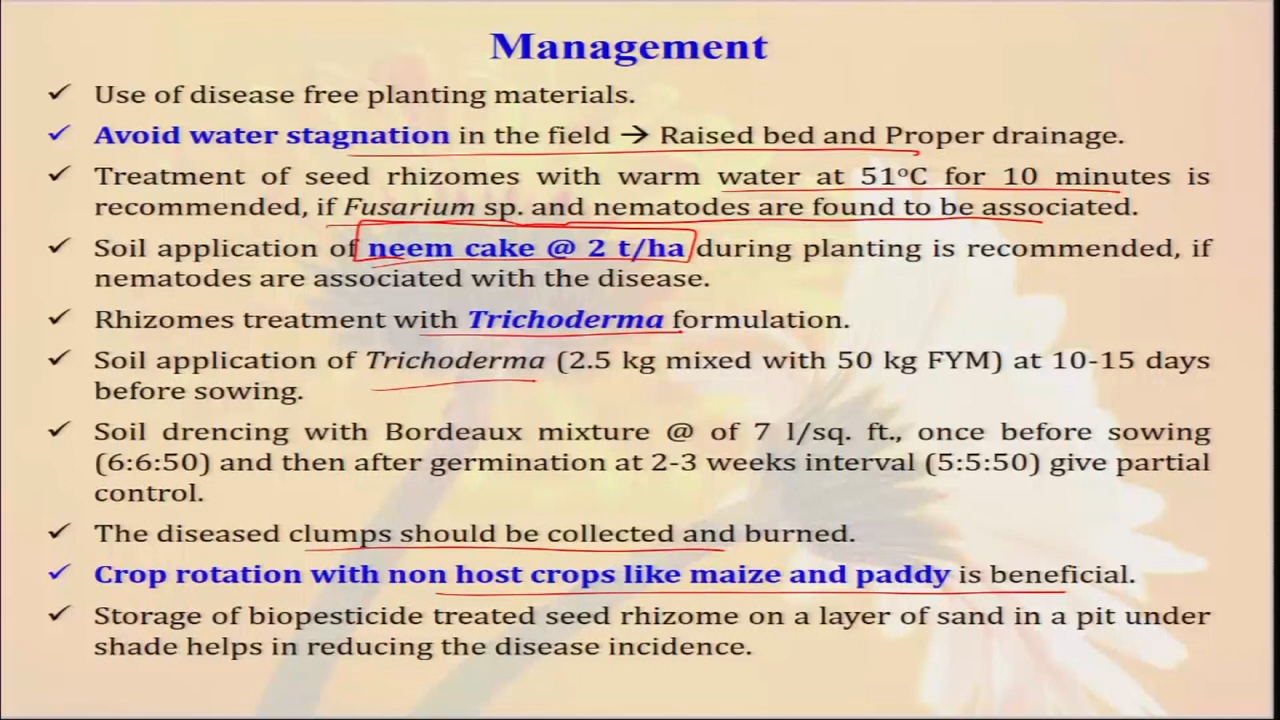 Management
✓ Use of disease free planting materials.
✓ Avoid water stagnation in the field → Raised bed and Proper drainage.
✓ Treatment of seed rhizomes with warm water at 51°C for 10 minutes is
recommended, if Fusarium sp. and nematodes are found to be associated.
✓ Soil application of neem cake @ 2 t/ha during planting is recommended, if
nematodes are associated with the disease.
✓ Rhizomes treatment with Trichoderma formulation.
✓ Soil application of Trichoderma (2.5 kg mixed with 50 kg FYM) at 10-15 days
before sowing.
✓ Soil drenching with Bordeaux mixture @ of 7 l/sq. ft., once before sowing
(6:6:50) and then after germination at 2-3 weeks interval (5:5:50) give partial
control.
✓ The diseased clumps should be collected and burned.
✓ Crop rotation with non host crops like maize and paddy is beneficial.
✓ Storage of biopesticide treated seed rhizome on a layer of sand in a pit under
shade helps in reducing the disease incidence.